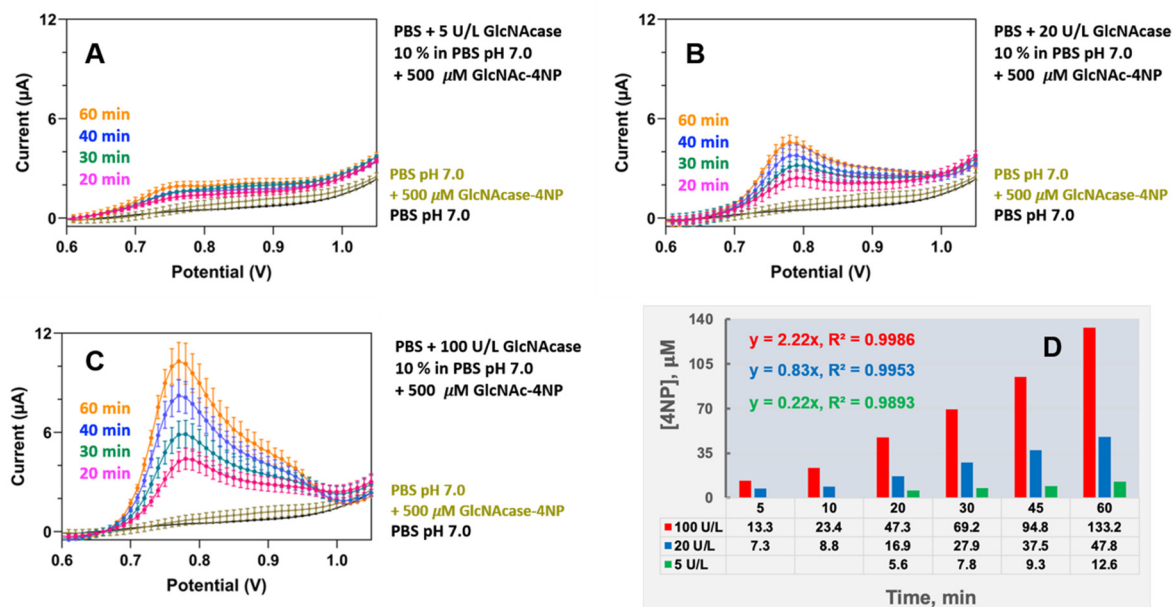 12
A
PBS + 5 U/L GlcNAcase
10 % in PBS pH 7.0
+ 500 μM GlcNAc-4NP
Current (μA)
6
60 min
40 min
30 min
20 min
PBS pH 7.0
+ 500 μM GlcNAcase-4NP
PBS pH 7.0
0
0.6 0.7 0.8 0.9 1.0
Potential (V)
12
B
PBS + 20 U/L GlcNAcase
10 % in PBS pH 7.0
+ 500 μM GlcNAc-4NP
Current (μA)
6
60 min
40 min
30 min
20 min
PBS pH 7.0
+ 500 μM GlcNAcase-4NP
PBS pH 7.0
0
0.6 0.7 0.8 0.9 1.0
Potential (V)
12
C
PBS + 100 U/L GlcNAcase
10 % in PBS pH 7.0
+ 500 μM GlcNAc-4NP
Current (μA)
6
60 min
40 min
30 min
20 min
PBS pH 7.0
+ 500 μM GlcNAcase-4NP
PBS pH 7.0
0
0.6 0.7 0.8 0.9 1.0
Potential (V)
140
105
70
35
0
[4NP], μM
D
y = 2.22x, R² = 0.9986
y = 0.83x, R² = 0.9953
y = 0.22x, R² = 0.9893
5 10 20 30 45 60
100 U/L 13.3 23.4 47.3 69.2 94.8 133.2
20 U/L 7.3 8.8 16.9 27.9 37.5 47.8
5 U/L 5.6 7.8 9.3 12.6
Time, min